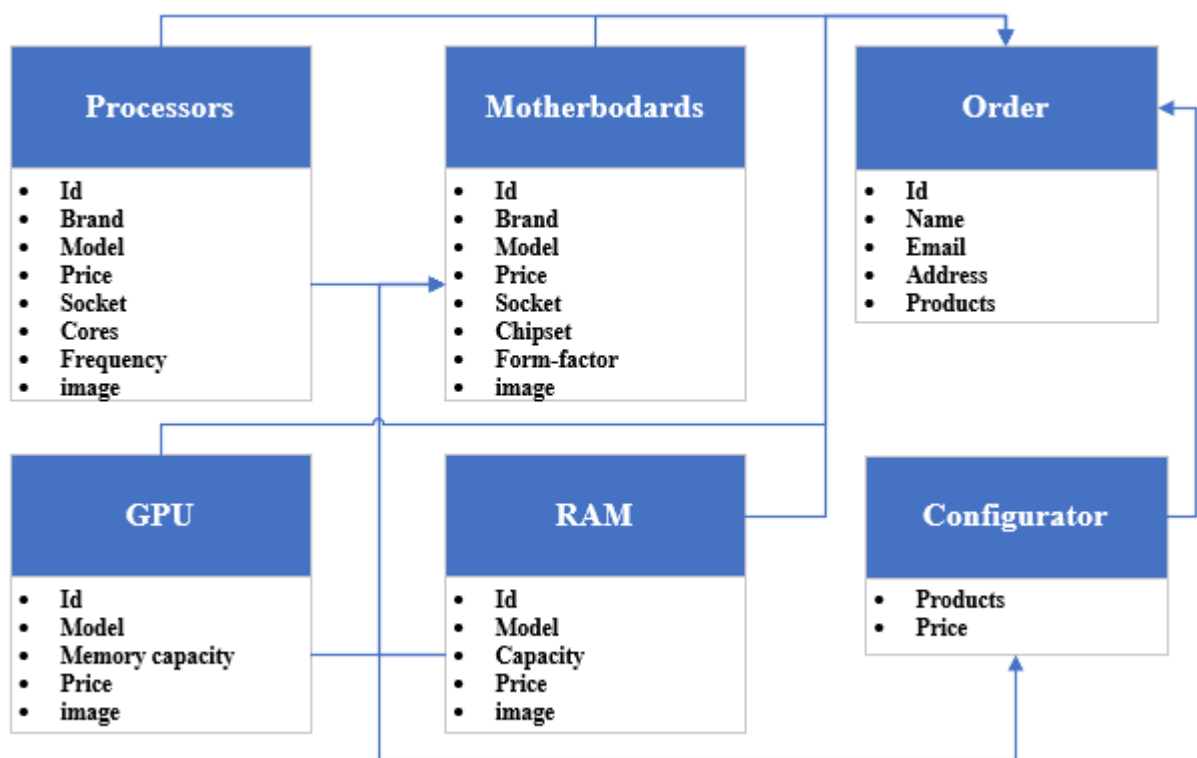 Processors
• Id
• Brand
• Model
• Price
• Socket
• Cores
• Frequency
• image
Motherbodards
• Id
• Brand
• Model
• Price
• Socket
• Chipset
• Form-factor
• image
Order
• Id
• Name
• Email
• Address
• Products
GPU
• Id
• Model
• Memory capacity
• Price
• image
RAM
• Id
• Model
• Capacity
• Price
• image
Configurator
• Products
• Price